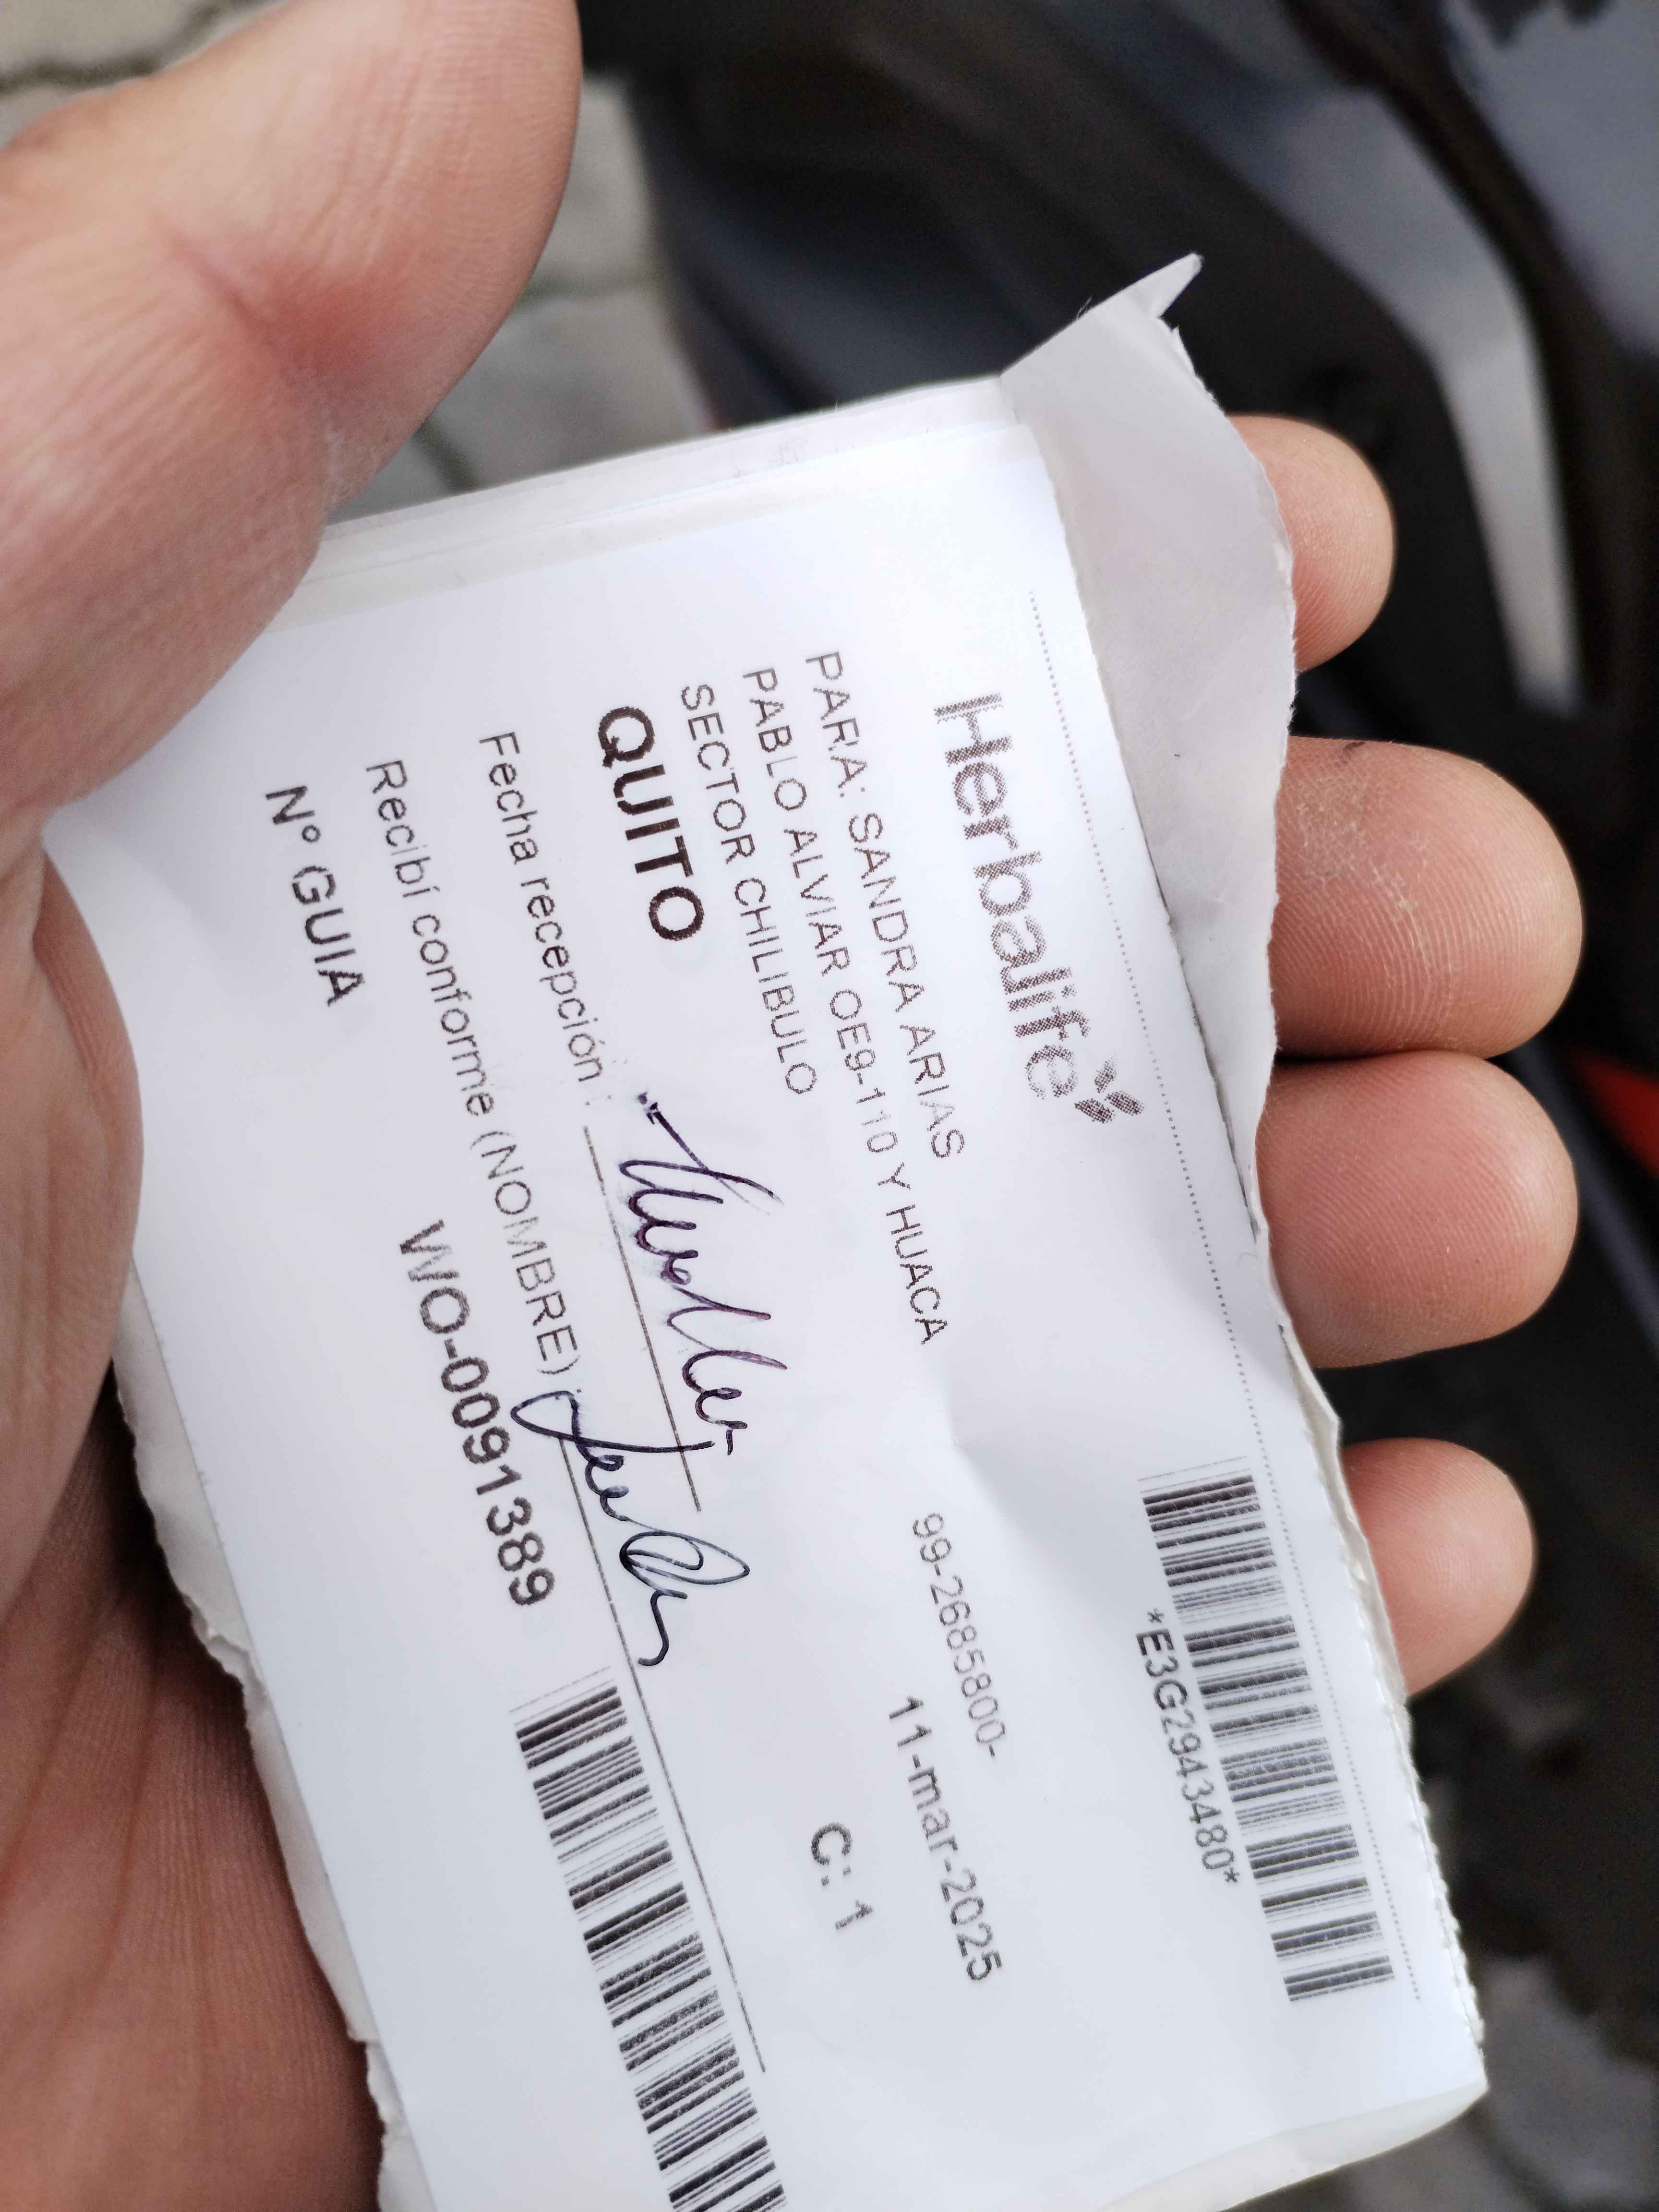 Herbalife
*E3G2943480*
PARA: SANDRA ARIAS
99-2685800-
PABLO ALVIAR OE9-110 Y HUACA
SECTOR CHILIBULO
11-mar-2025
QUITO
C: 1
Fecha recepción :
Recibí conforme (NOMBRE) :
Nº GUIA
WO-0091389